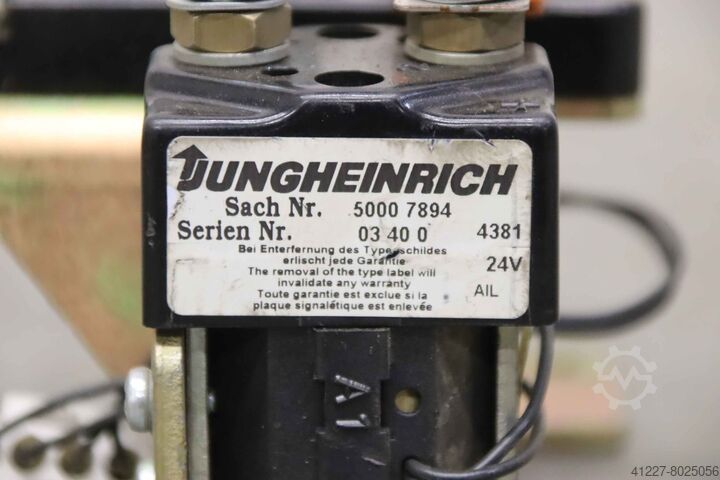 JUNGHEINRICH
Sach Nr. 5000 7894
Serien Nr. 03 40 0 4381
Bei Enterfernung des Typenschildes
erlischt jede Garantie 24V
The removal of the type label will
invalidate any warranty AIL
Toute garantie est exclue si la
plaque signalétique est enlevée
A1
41227-8025056